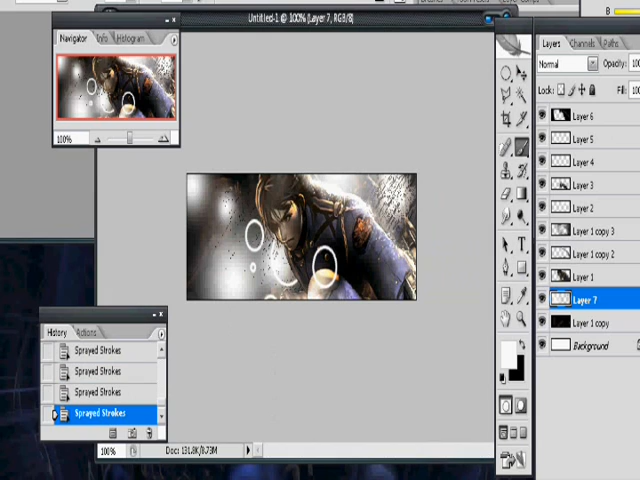 B
Untitled-1 @ 100% (Layer 7, RGB/8)
Navigator
Info
Histogram
100%
Layers
Channels
Paths
Normal
Opacity:
100
Lock:
Fill:
100
Layer 6
Layer 5
Layer 4
Layer 3
Layer 2
Layer 1 copy 3
Layer 1 copy 2
Layer 1
Layer 7
Layer 1 copy
Background
T
History
Actions
Sprayed Strokes
Sprayed Strokes
Sprayed Strokes
Sprayed Strokes
100%
Doc: 131.8K/8.73M